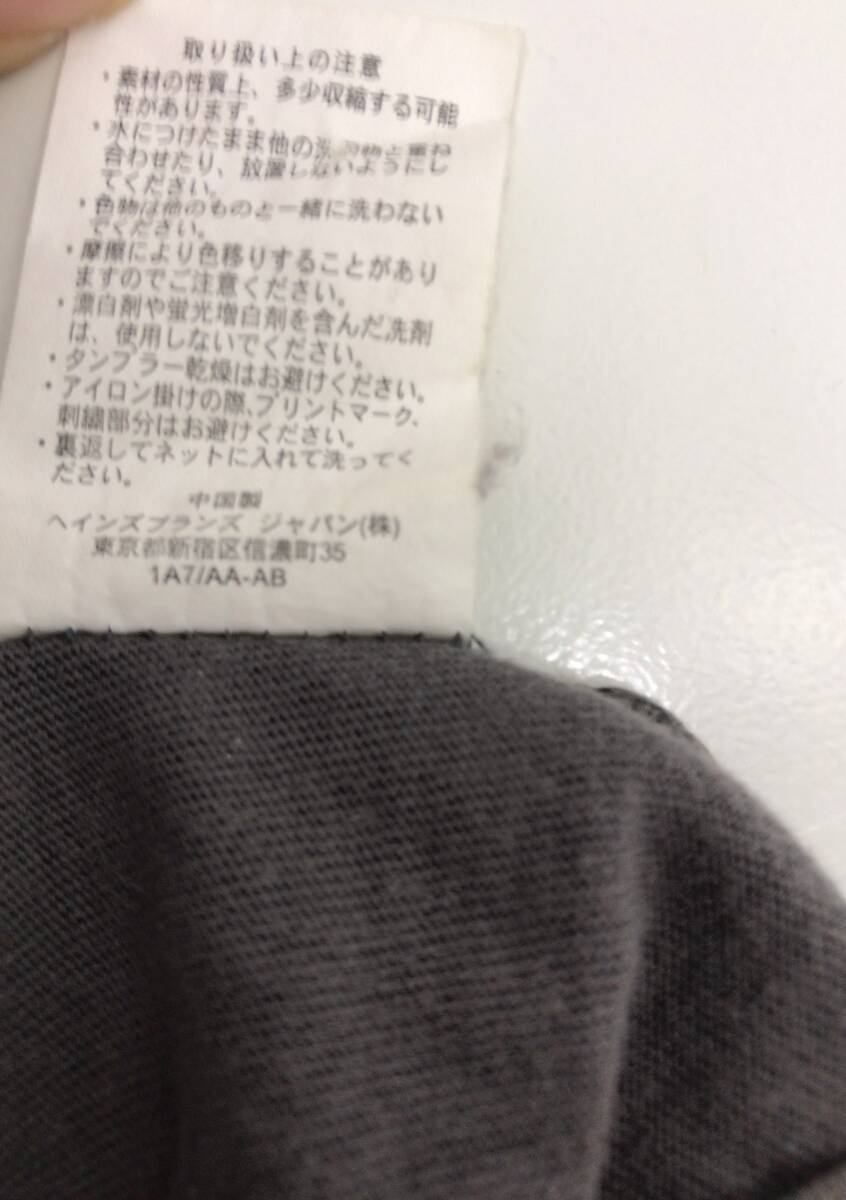 取り扱い上の注意
・素材の性質上、多少収縮する可能
性があります。
・水につけたまま他の洗濯物と重ね
合わせたり、放置しないようにし
てください。
・色物は他のものと一緒に洗わない
でください。
・摩擦により色移りすることがあり
ますのでご注意ください。
・漂白剤や蛍光増白剤を含んだ洗剤
は、使用しないでください。
・タンブラー乾燥はお避けください。
・アイロン掛けの際、プリントマーク、
刺繍部分はお避けください。
・裏返してネットに入れて洗ってく
ださい。
中国製
ヘインズブランズ ジャパン(株)
東京都新宿区信濃町35
1A7/AA-AB